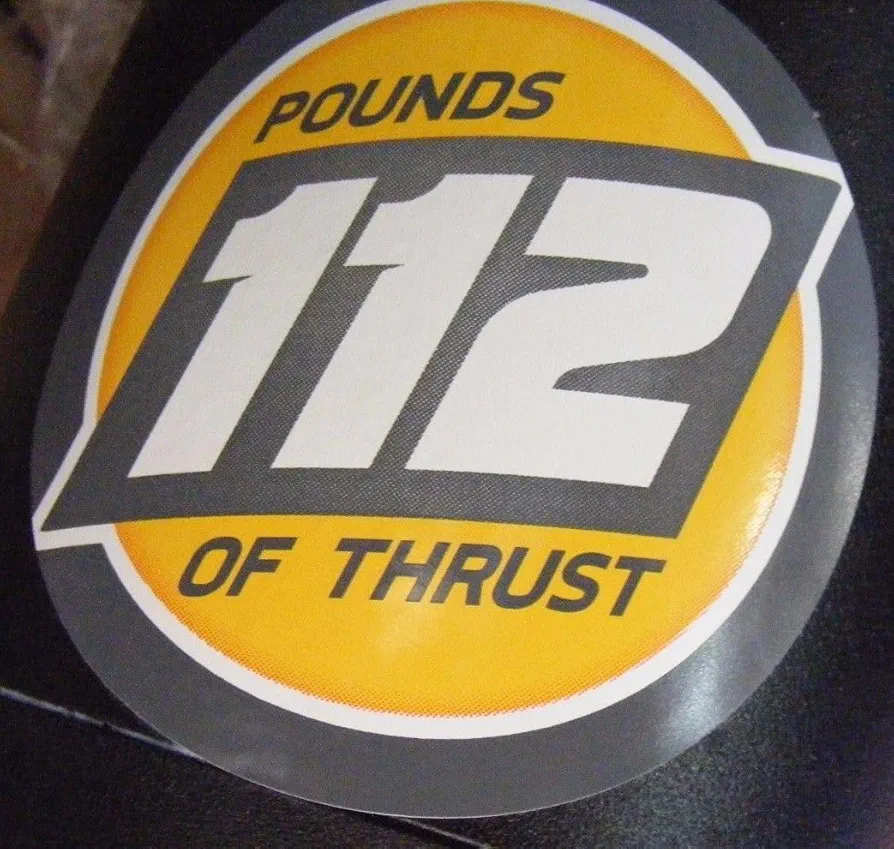 POUNDS
112
OF THRUST